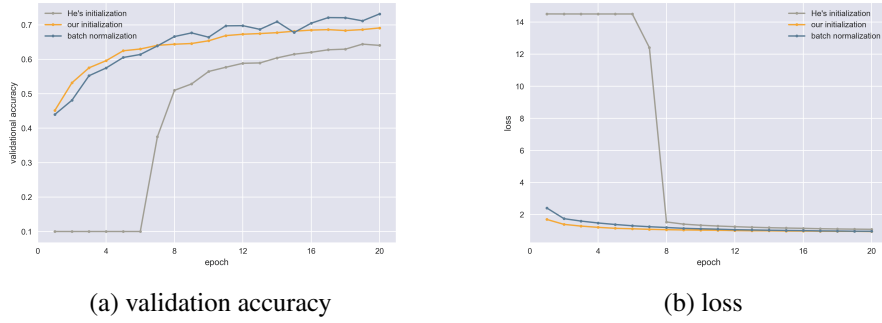 He's initialization
our initialization
batch normalization
0.7
0.6
0.5
0.4
0.3
0.2
0.1
validational accuracy
0
4
8
12
16
20
epoch
(a) validation accuracy
He's initialization
our initialization
batch normalization
14
12
10
8
6
4
2
loss
0
4
8
12
16
20
epoch
(b) loss